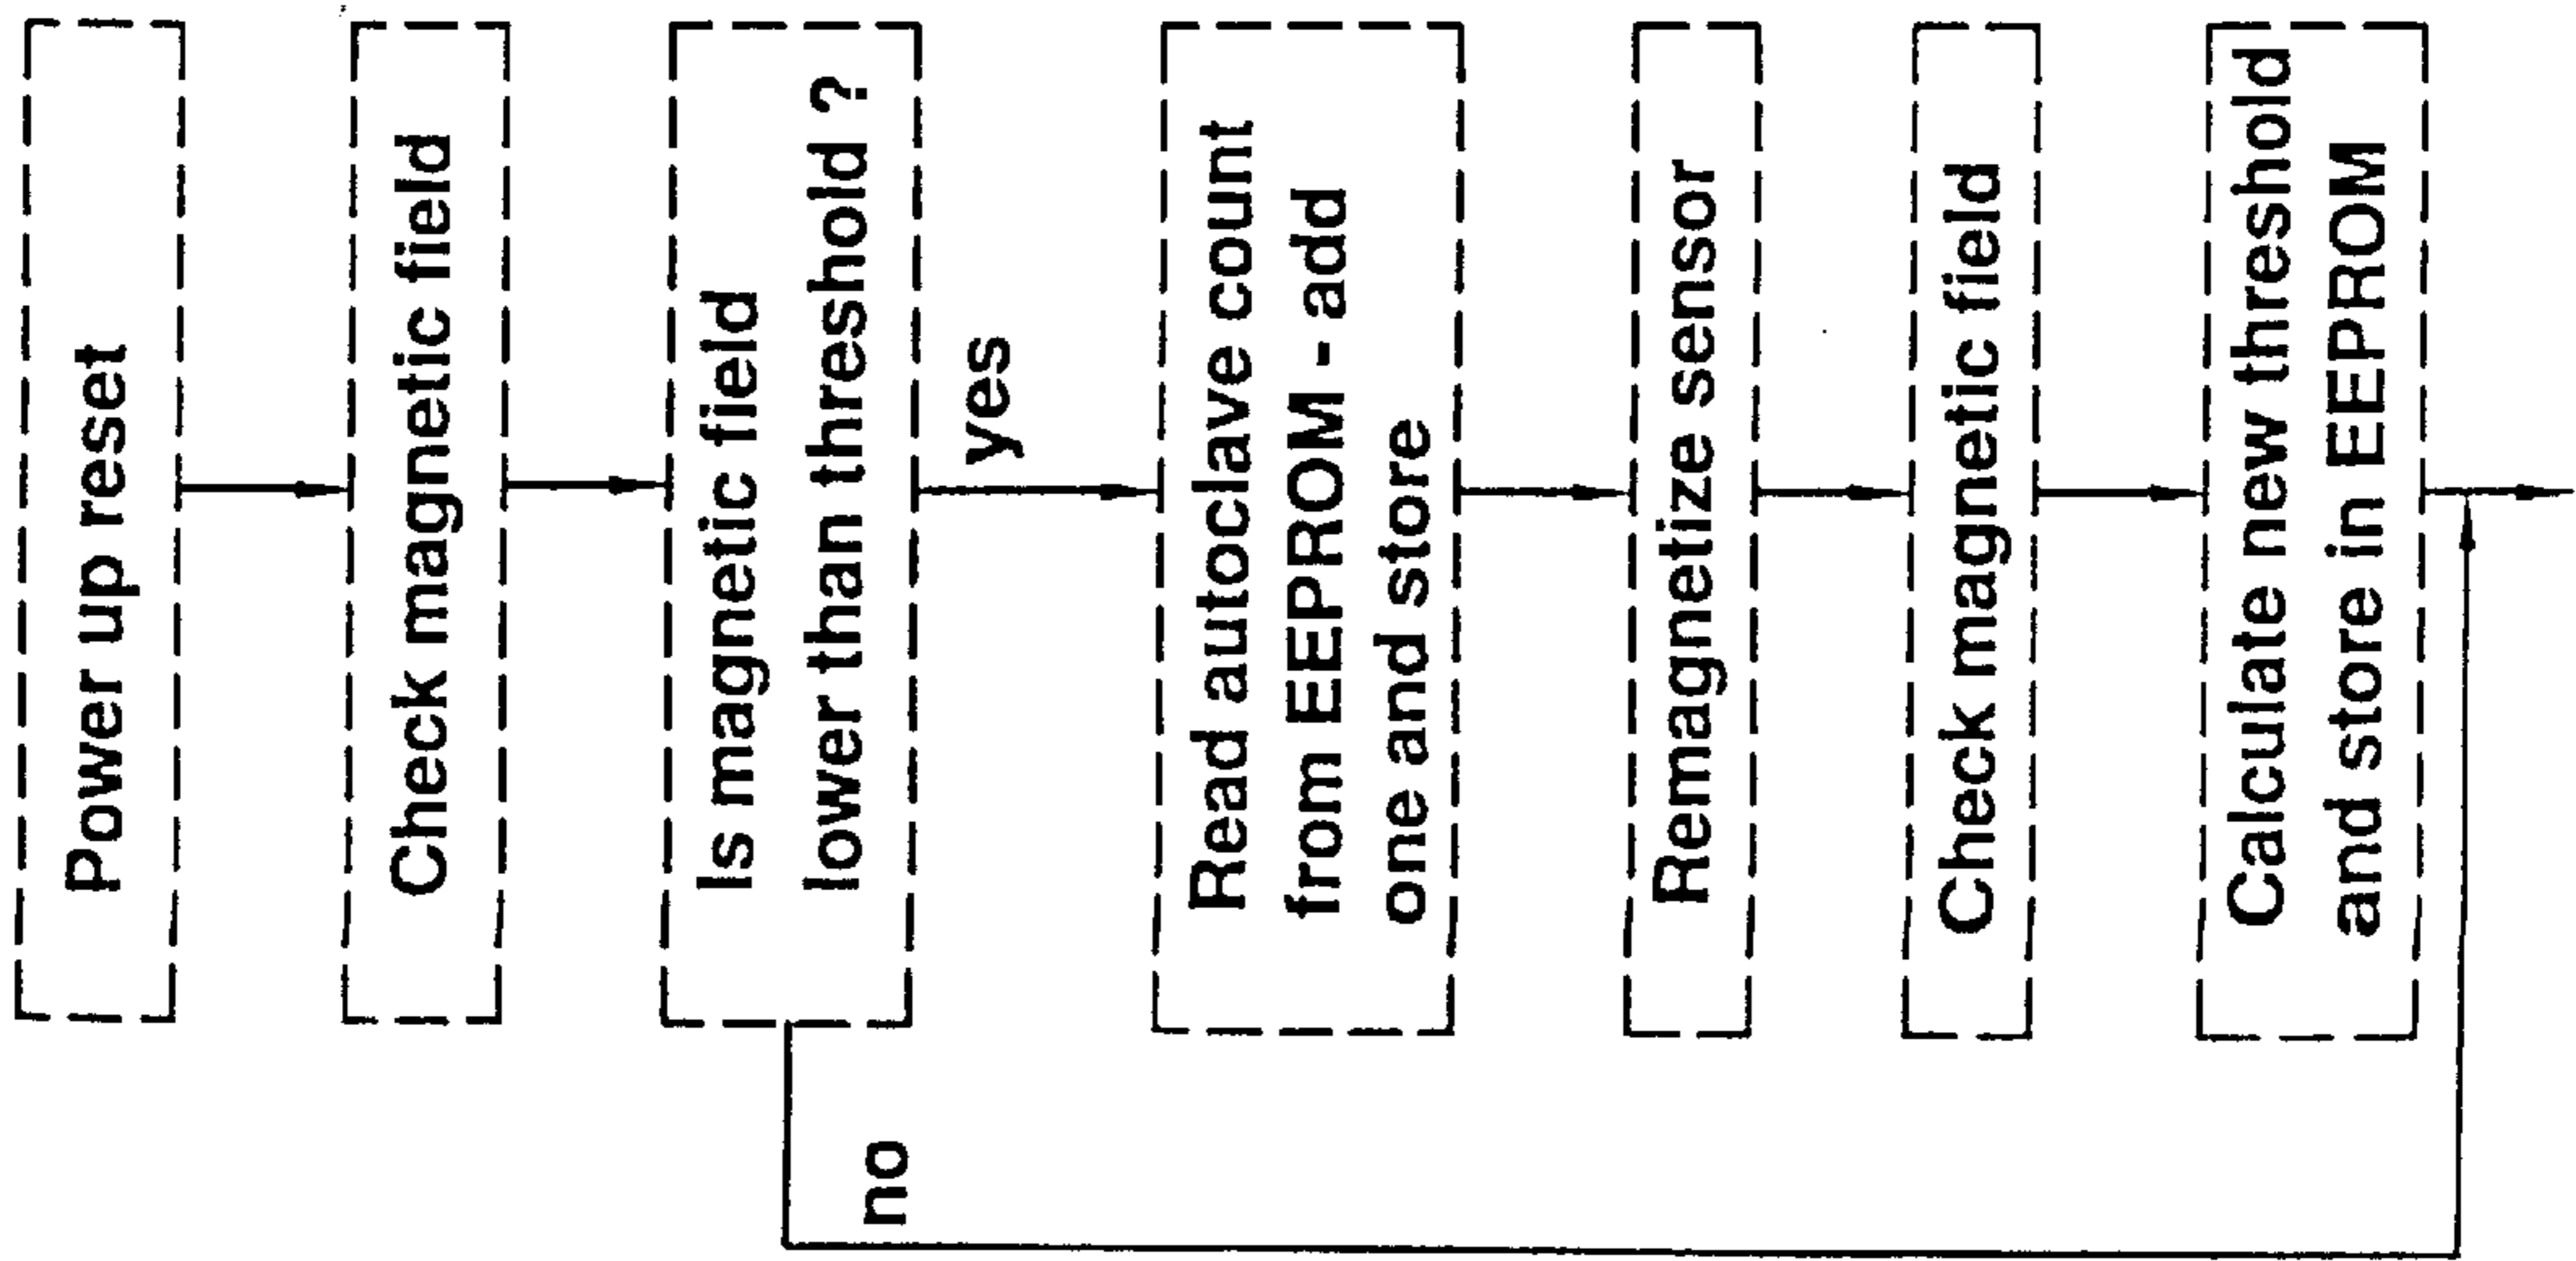 Power up reset
Check magnetic field
Is magnetic field
lower than threshold ?
yes
no
Read autoclave count
from EEPROM - add
one and store
Remagnetize sensor
Check magnetic field
Calculate new threshold
and store in EEPROM